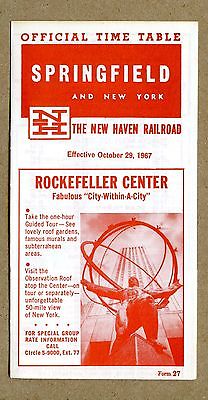 OFFICIAL TIME TABLE
SPRINGFIELD
AND NEW YORK
NH
THE NEW HAVEN RAILROAD
Effective October 29, 1967
ROCKEFELLER CENTER
Fabulous "City-Within-A-City"
Take the one-hour
Guided Tour—See
lovely roof gardens,
famous murals and
subterranean
areas.
Visit the
Observation Roof
atop the Center—on
tour or separately—
unforgettable
50-mile view
of New York.
FOR SPECIAL GROUP
RATE INFORMATION
CALL
CIrcle 5-9000, Ext. 77
Form 27